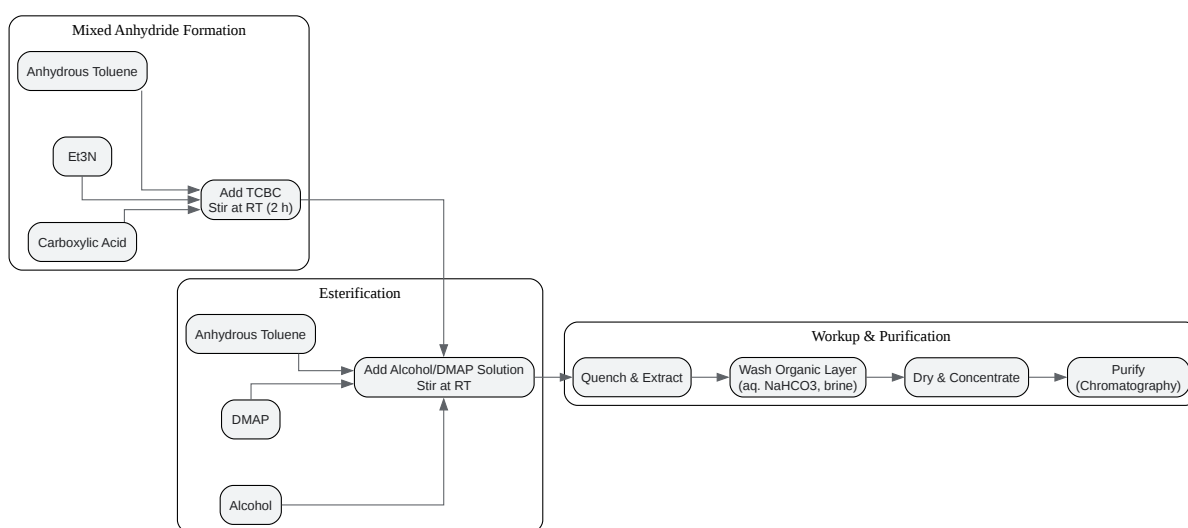 Mixed Anhydride Formation
Anhydrous Toluene
Et3N
Add TCBC
Stir at RT (2 h)
Carboxylic Acid
Esterification
Anhydrous Toluene
Add Alcohol/DMAP Solution
Stir at RT
DMAP
Alcohol
Workup & Purification
Quench & Extract
Wash Organic Layer
(aq. NaHCO3, brine)
Dry & Concentrate
Purify
(Chromatography)